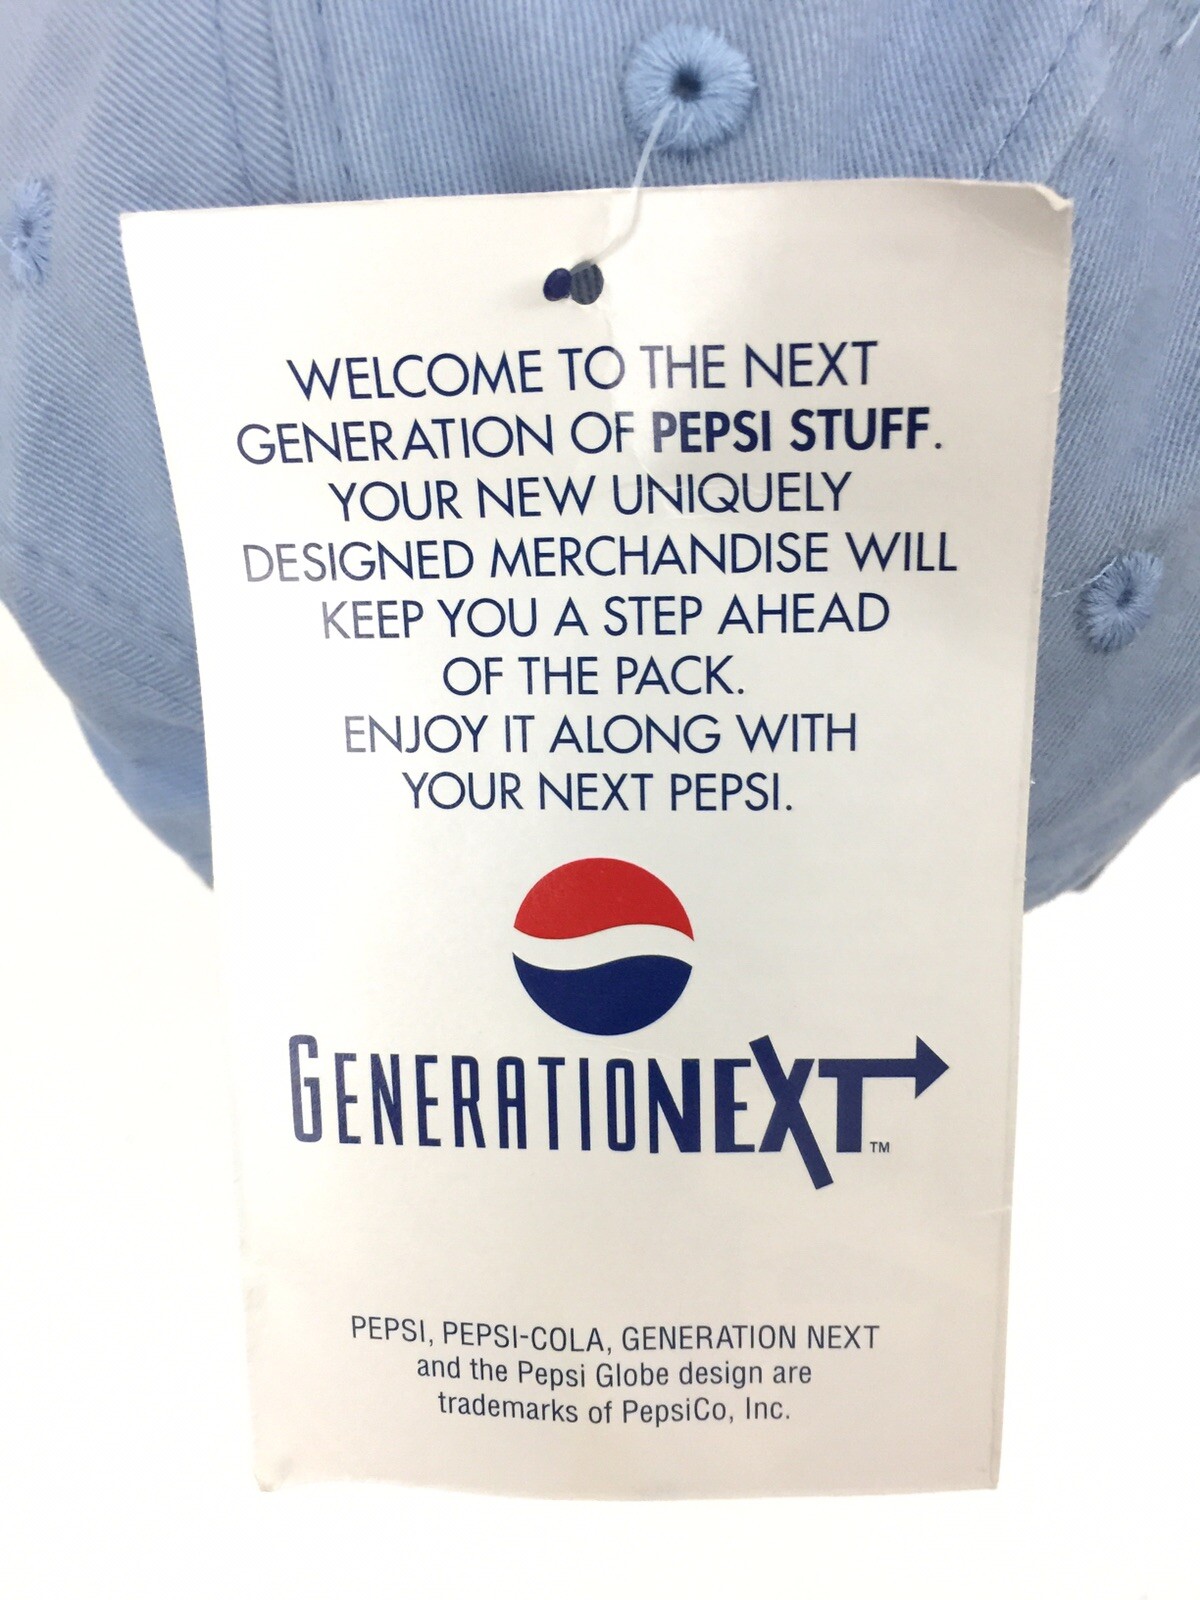 WELCOME TO THE NEXT
GENERATION OF PEPSI STUFF.
YOUR NEW UNIQUELY
DESIGNED MERCHANDISE WILL
KEEP YOU A STEP AHEAD
OF THE PACK.
ENJOY IT ALONG WITH
YOUR NEXT PEPSI.
GENERATIONEXT™
PEPSI, PEPSI-COLA, GENERATION NEXT
and the Pepsi Globe design are
trademarks of PepsiCo, Inc.